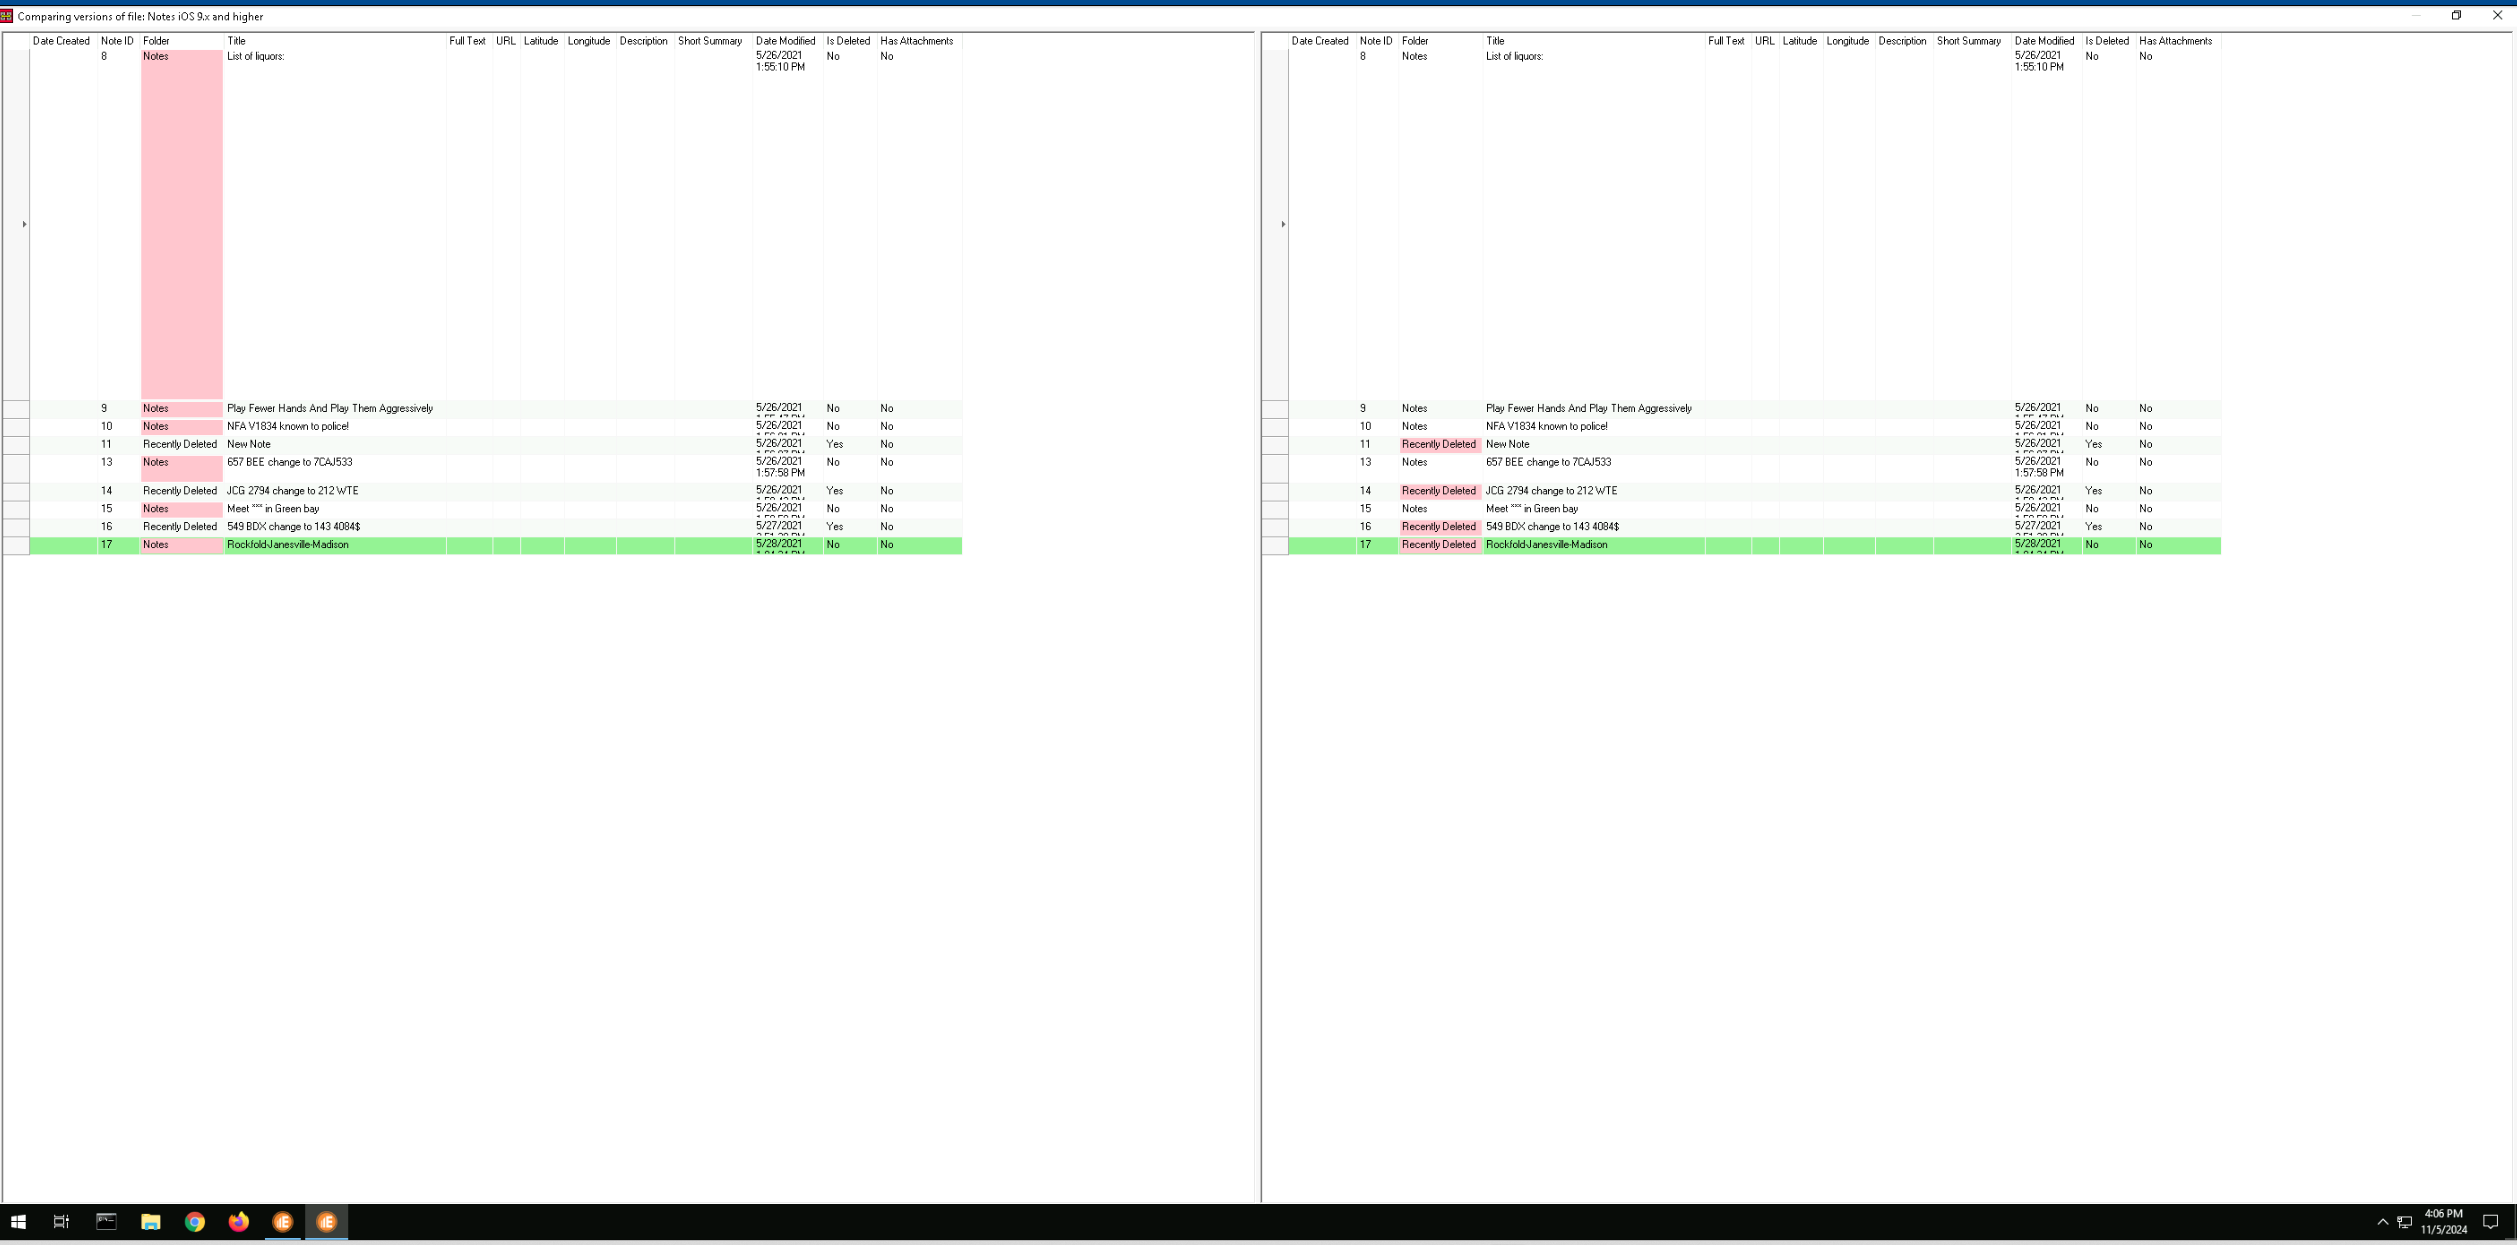 Comparing versions of file: Notes iOS 9.x and higher
Date Created Note ID Folder Title Full Text URL Latitude Longitude Description Short Summary Date Modified Is Deleted Has Attachments
8 Notes List of liquors: 5/26/2021 No No
1:55:10 PM
9 Notes Play Fewer Hands And Play Them Aggressively 5/26/2021 No No
10 Notes NFA V1834 known to police! 5/26/2021 No No
11 Recently Deleted New Note 5/26/2021 Yes No
13 Notes 657 BEE change to 7CAJ533 5/26/2021 No No
1:57:58 PM
14 Recently Deleted JCG 2794 change to 212 WTE 5/26/2021 Yes No
15 Notes Meet *** in Green bay 5/26/2021 No No
16 Recently Deleted 549 BDX change to 143 4084$ 5/27/2021 Yes No
17 Notes Rockfold-Janesville-Madison 5/28/2021 No No
Date Created Note ID Folder Title Full Text URL Latitude Longitude Description Short Summary Date Modified Is Deleted Has Attachments
8 Notes List of liquors: 5/26/2021 No No
1:55:10 PM
9 Notes Play Fewer Hands And Play Them Aggressively 5/26/2021 No No
10 Notes NFA V1834 known to police! 5/26/2021 No No
11 Recently Deleted New Note 5/26/2021 Yes No
13 Notes 657 BEE change to 7CAJ533 5/26/2021 No No
1:57:58 PM
14 Recently Deleted JCG 2794 change to 212 WTE 5/26/2021 Yes No
15 Notes Meet *** in Green bay 5/26/2021 No No
16 Recently Deleted 549 BDX change to 143 4084$ 5/27/2021 Yes No
17 Recently Deleted Rockfold-Janesville-Madison 5/28/2021 No No
4:06 PM
11/5/2024